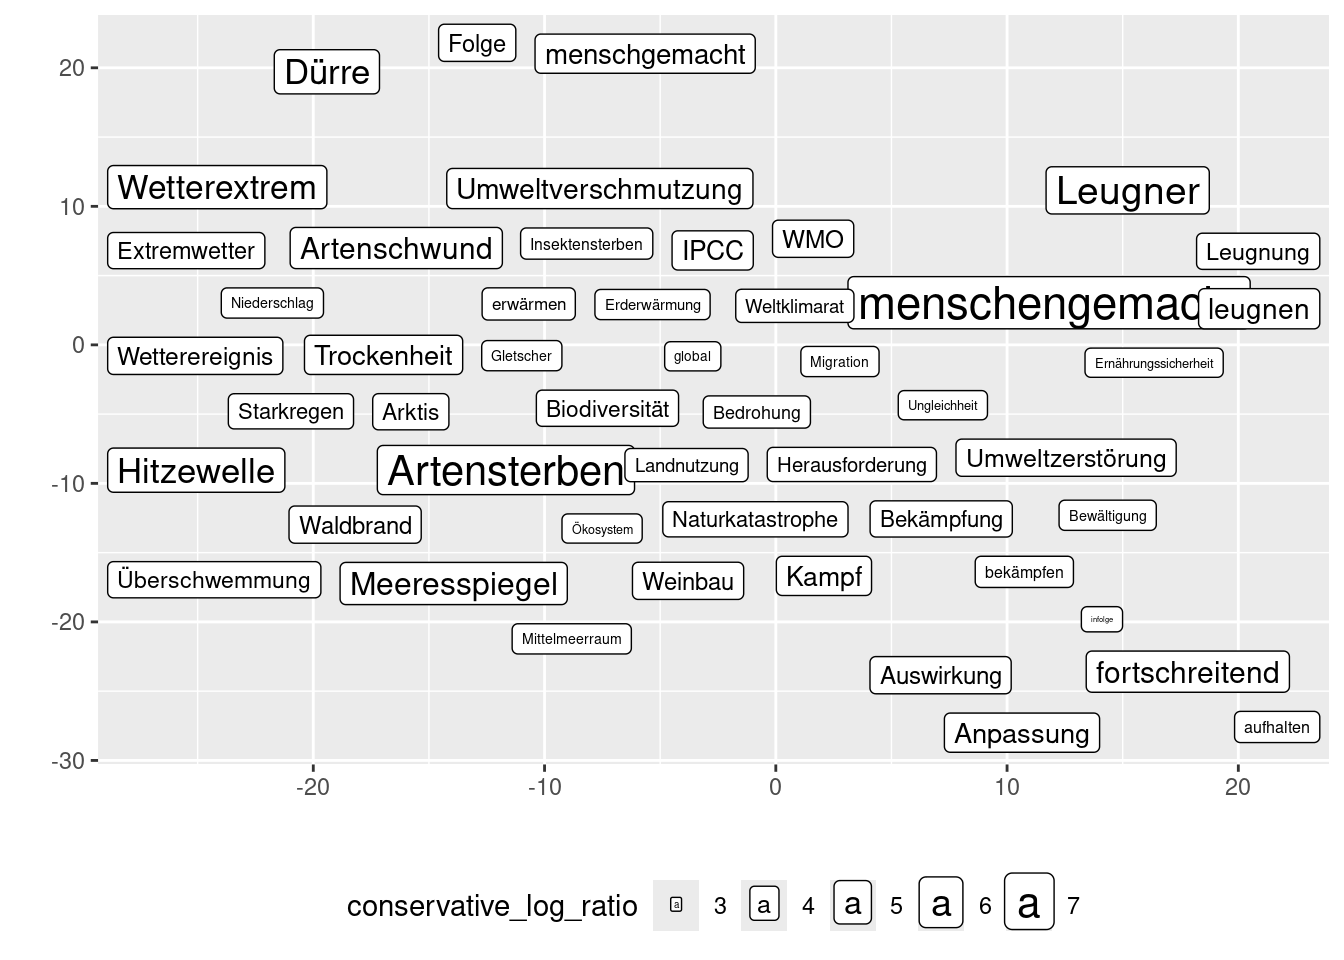 Folge
menschgemacht
Dürre
20
Wetterextrem
Umweltverschmutzung
Leugner
10
Extremwetter
Artenschwund
Insektensterben
IPCC
WMO
Leugnung
Niederschlag
erwärmen
Erderwärmung
Weltklimarat
menschengemac
leugnen
0
Wetterereignis
Trockenheit
Gletscher
global
Migration
Ernährungssicherheit
Starkregen
Arktis
Biodiversität
Bedrohung
Ungleichheit
-10
Hitzewelle
Artensterben
Landnutzung
Herausforderung
Umweltzerstörung
Waldbrand
Ökosystem
Naturkatastrophe
Bekämpfung
Bewältigung
Überschwemmung
Meeresspiegel
Weinbau
Kampf
bekämpfen
-20
infolge
Mittelmeerraum
Auswirkung
fortschreitend
Anpassung
aufhalten
-30
-20 -10 0 10 20
conservative_log_ratio a 3 a 4 a 5 a 6 a 7